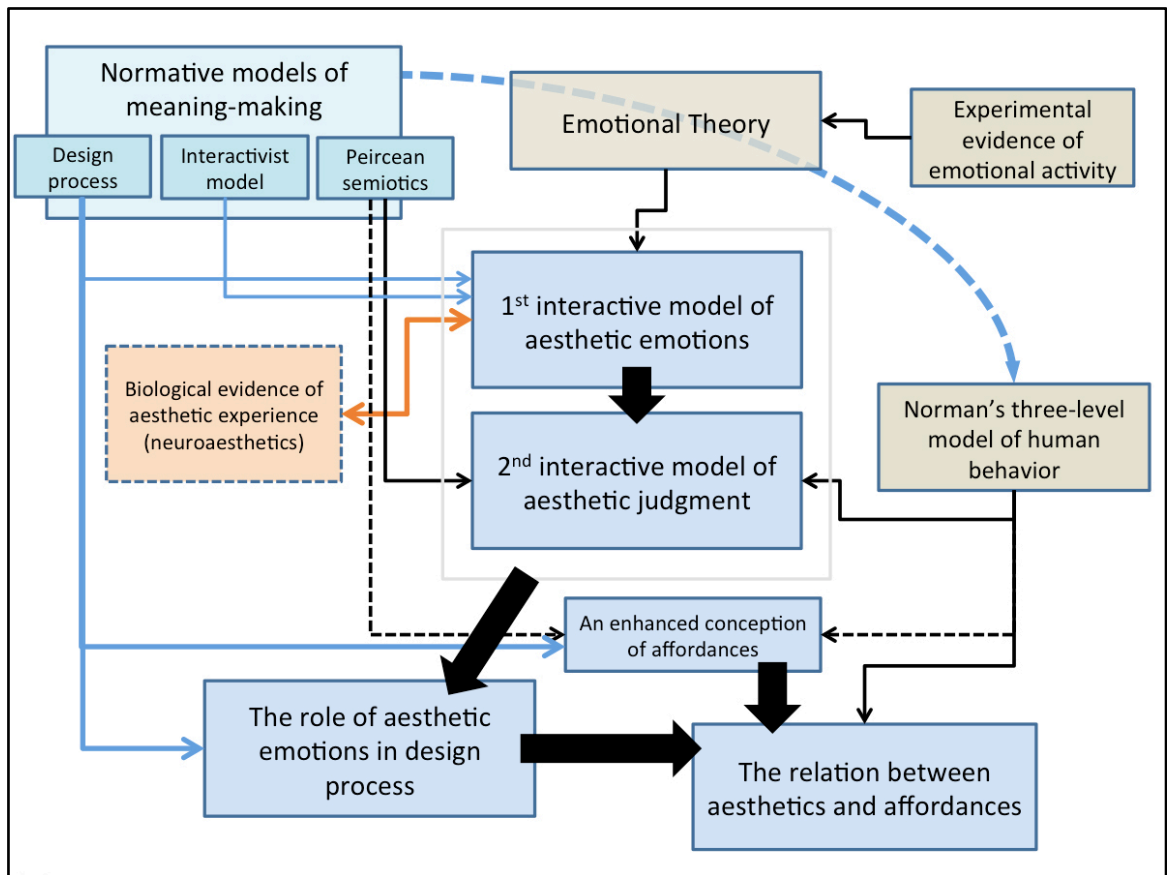 Normative models of
meaning-making
Design
process
Interactivist
model
Peircean
semiotics
Emotional Theory
Experimental
evidence of
emotional activity
1st interactive model of
aesthetic emotions
Biological evidence of
aesthetic experience
(neuroaesthetics)
2nd interactive model of
aesthetic judgment
Norman's three-level
model of human
behavior
An enhanced conception
of affordances
The role of aesthetic
emotions in design
process
The relation between
aesthetics and affordances